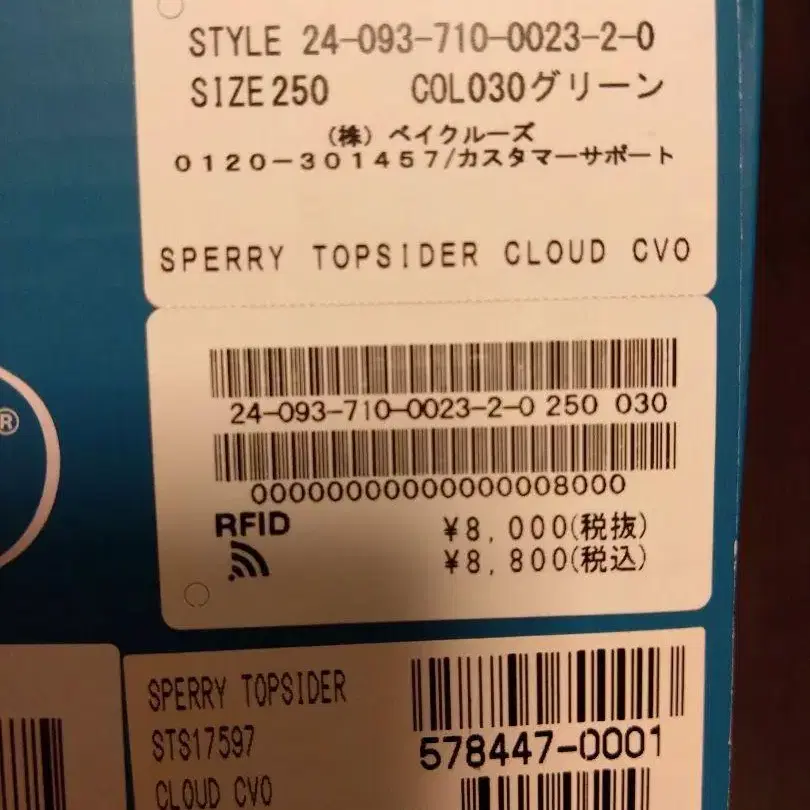 STYLE 24-093-710-0023-2-0
SIZE250 COL030グリーン
(株)ベイクルーズ
0120-301457/カスタマーサポート
SPERRY TOPSIDER CLOUD CVO
24-093-710-0023-2-0 250 030
00000000000000008000
RFID
¥8,000(税抜)
¥8,800(税込)
®
SPERRY TOPSIDER
STS17597
CLOUD CVO
578447-0001